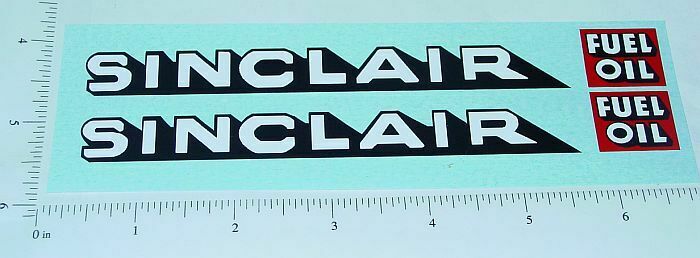 SINCLAIR
FUEL
OIL
SINCLAIR
FUEL
OIL
4
5
6
0 in 1 2 3 4 5 6